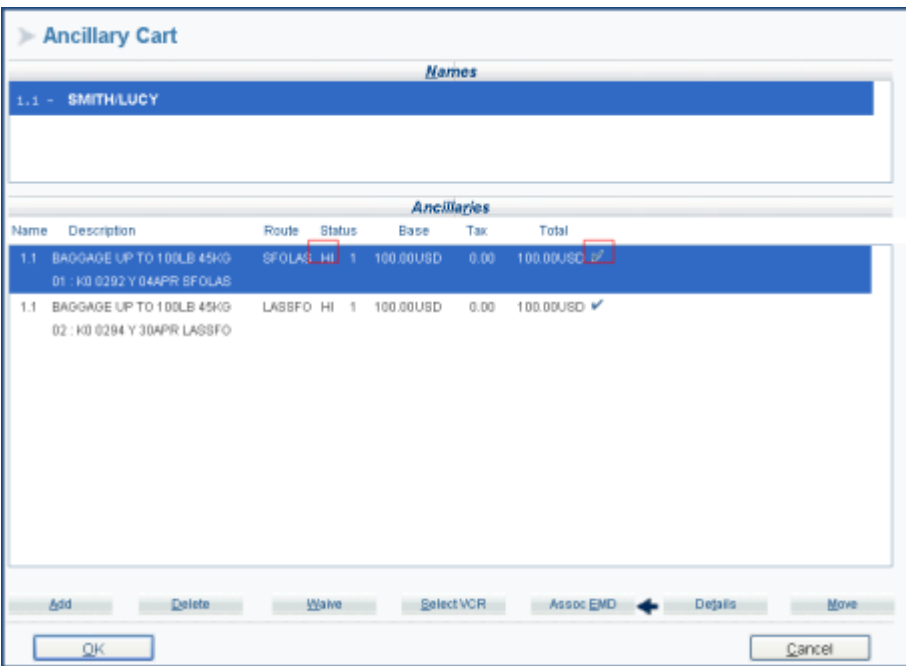 Ancillary Cart
Names
1.1 - SMITH/LUCY
Ancillaries
Name Description Route Status Base Tax Total
1.1 BAGGAGE UP TO 100LB 45KG SFOLAS HI 1 100.00USD 0.00 100.00USD
01 : K0 0292 Y 04APR SFOLAS
1.1 BAGGAGE UP TO 100LB 45KG LASSFO HI 1 100.00USD 0.00 100.00USD
02 : K0 0294 Y 30APR LASSFO
Add Delete Waive Select VCR Assoc EMD Details Move
OK Cancel